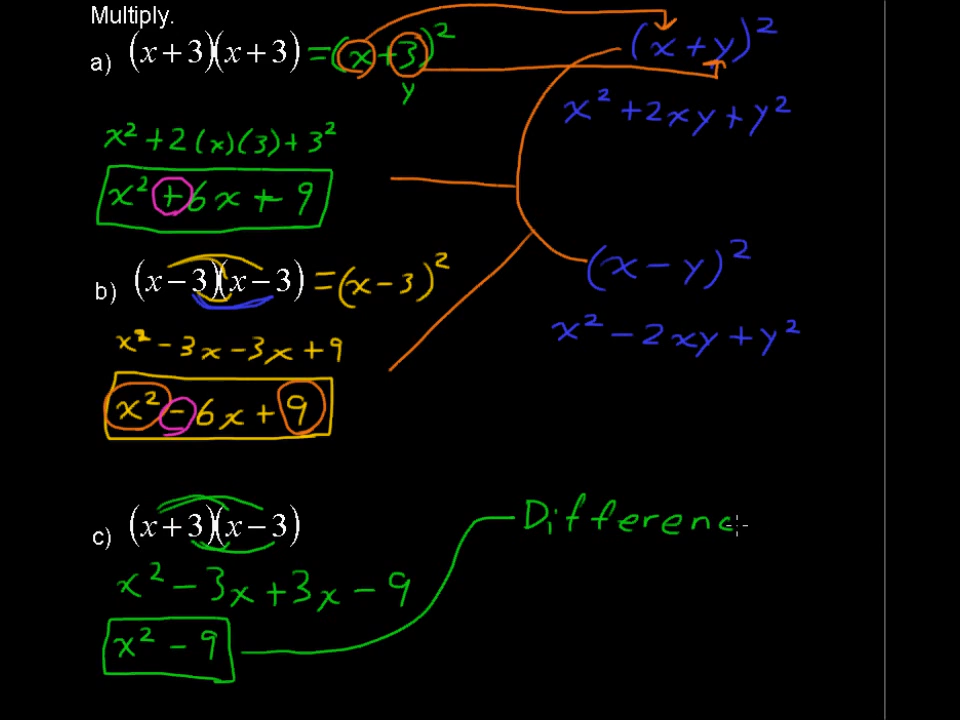 Multiply.
a) (x+3)(x+3) = (x+3)² (x+y)²
y
x² + 2xy + y²
x² + 2(x)(3) + 3²
x² + 6x + 9
b) (x−3)(x−3) = (x−3)² (x−y)²
x² − 3x − 3x + 9 x² − 2xy + y²
x² − 6x + 9
c) (x+3)(x−3) Differenc
x² − 3x + 3x − 9
x² − 9